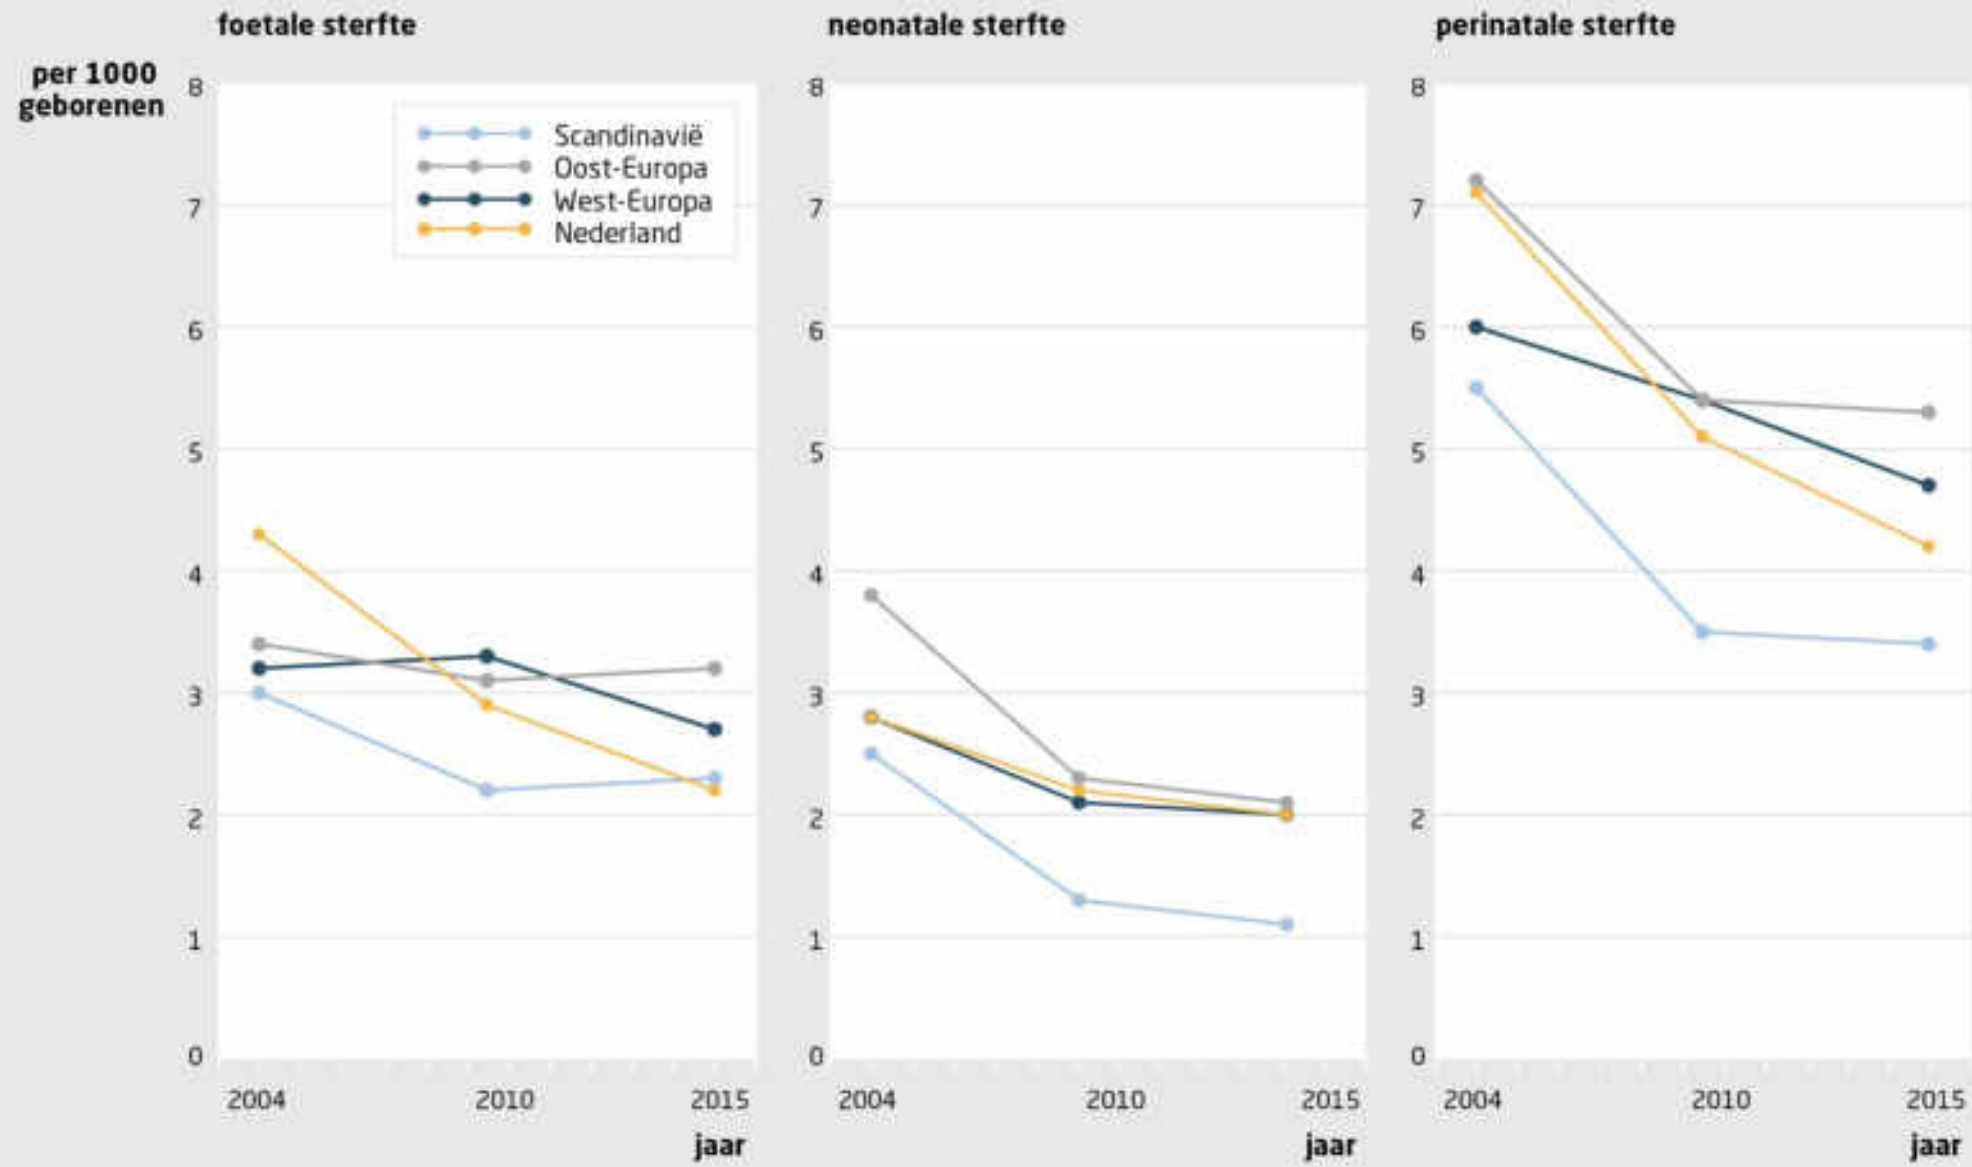 foetale sterfte
neonatale sterfte
perinatale sterfte
per 1000
geborenen
8
7
6
5
4
3
2
1
0
Scandinavië
Oost-Europa
West-Europa
Nederland
2004 2010 2015
jaar
8
7
6
5
4
3
2
1
0
2004 2010 2015
jaar
8
7
6
5
4
3
2
1
0
2004 2010 2015
jaar